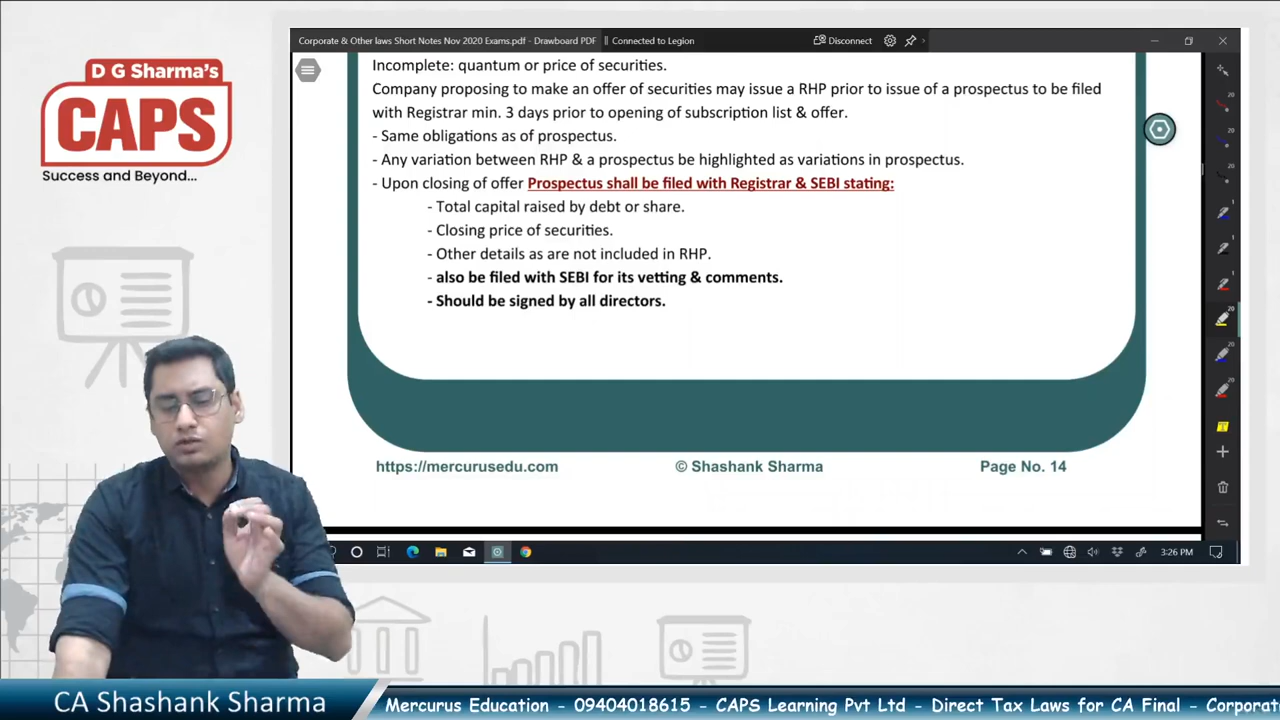 D G Sharma's
CAPS
Success and Beyond...
Corporate & Other laws Short Notes Nov 2020 Exams.pdf - Drawboard PDF
Connected to Legion
Disconnect
Incomplete: quantum or price of securities.
Company proposing to make an offer of securities may issue a RHP prior to issue of a prospectus to be filed
with Registrar min. 3 days prior to opening of subscription list & offer.
- Same obligations as of prospectus.
- Any variation between RHP & a prospectus be highlighted as variations in prospectus.
- Upon closing of offer Prospectus shall be filed with Registrar & SEBI stating:
- Total capital raised by debt or share.
- Closing price of securities.
- Other details as are not included in RHP.
- also be filed with SEBI for its vetting & comments.
- Should be signed by all directors.
https://mercurusedu.com
© Shashank Sharma
Page No. 14
3:26 PM
CA Shashank Sharma
Mercurus Education - 09404018615 - CAPS Learning Pvt Ltd - Direct Tax Laws for CA Final - Corporat